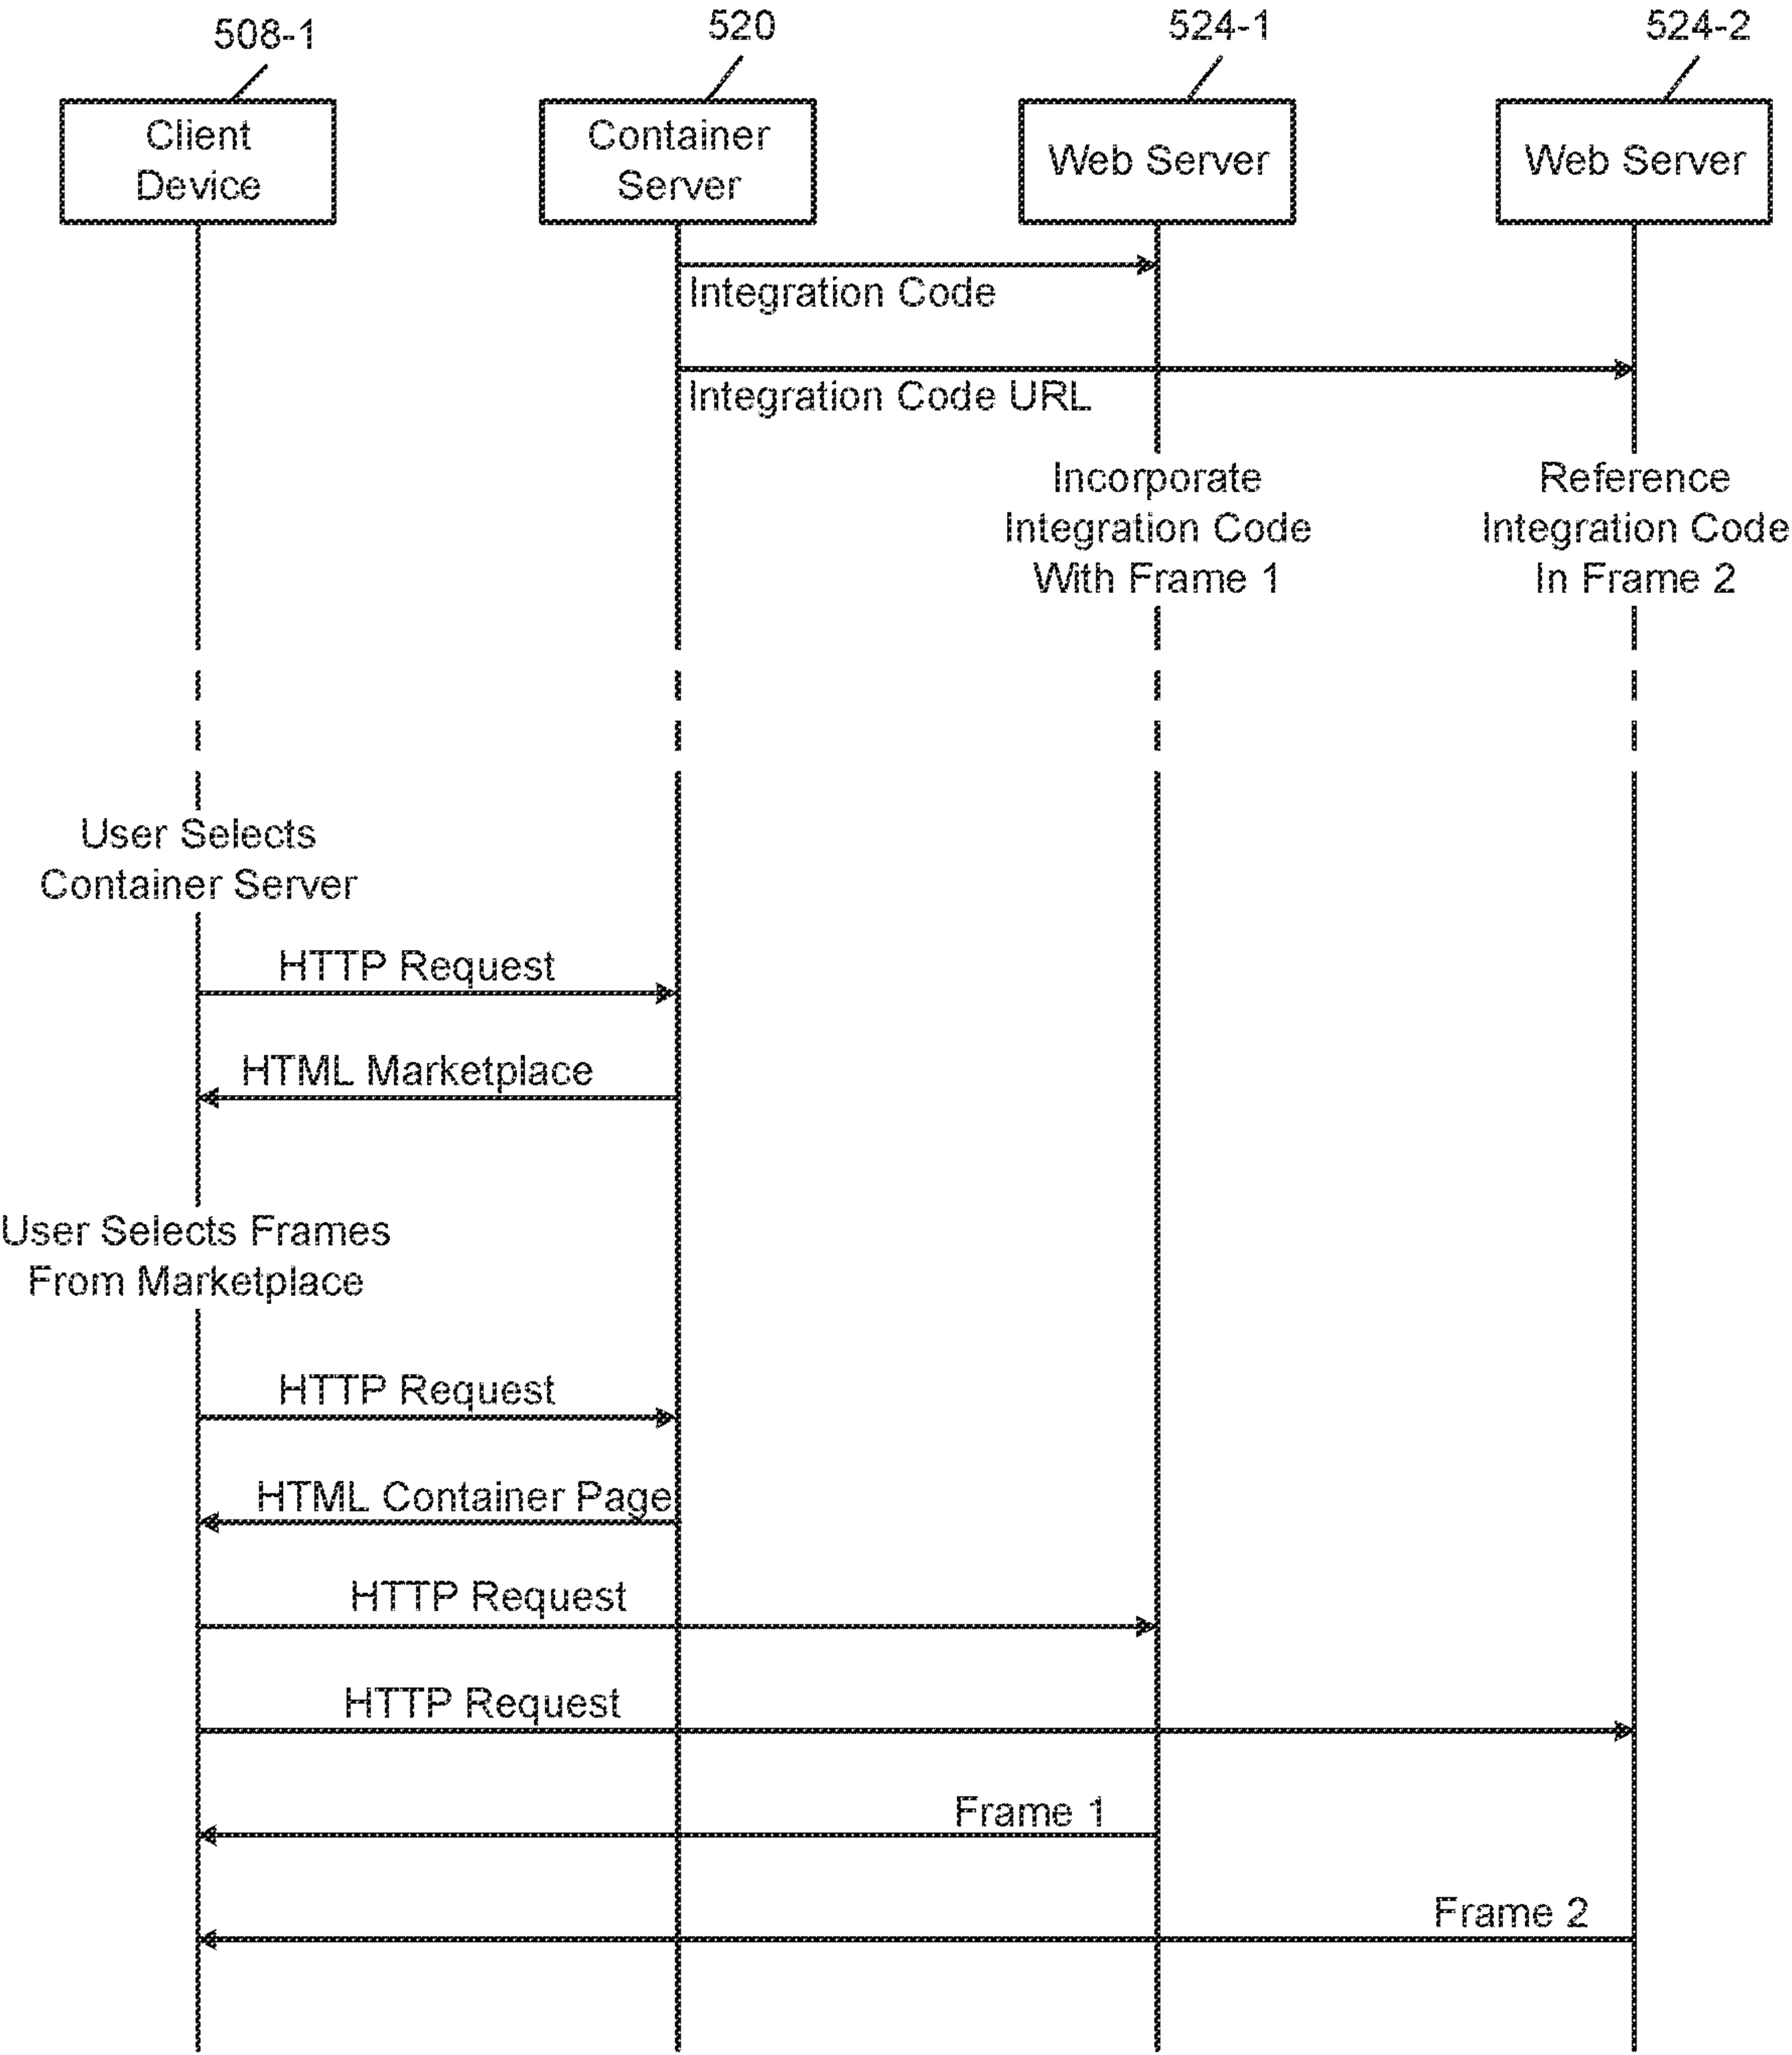 508-1
520
524-1
524-2
Client
Device
Container
Server
Web Server
Web Server
Integration Code
Integration Code URL
Incorporate
Integration Code
With Frame 1
Reference
Integration Code
In Frame 2
User Selects
Container Server
HTTP Request
HTML Marketplace
User Selects Frames
From Marketplace
HTTP Request
HTML Container Page
HTTP Request
HTTP Request
Frame 1
Frame 2